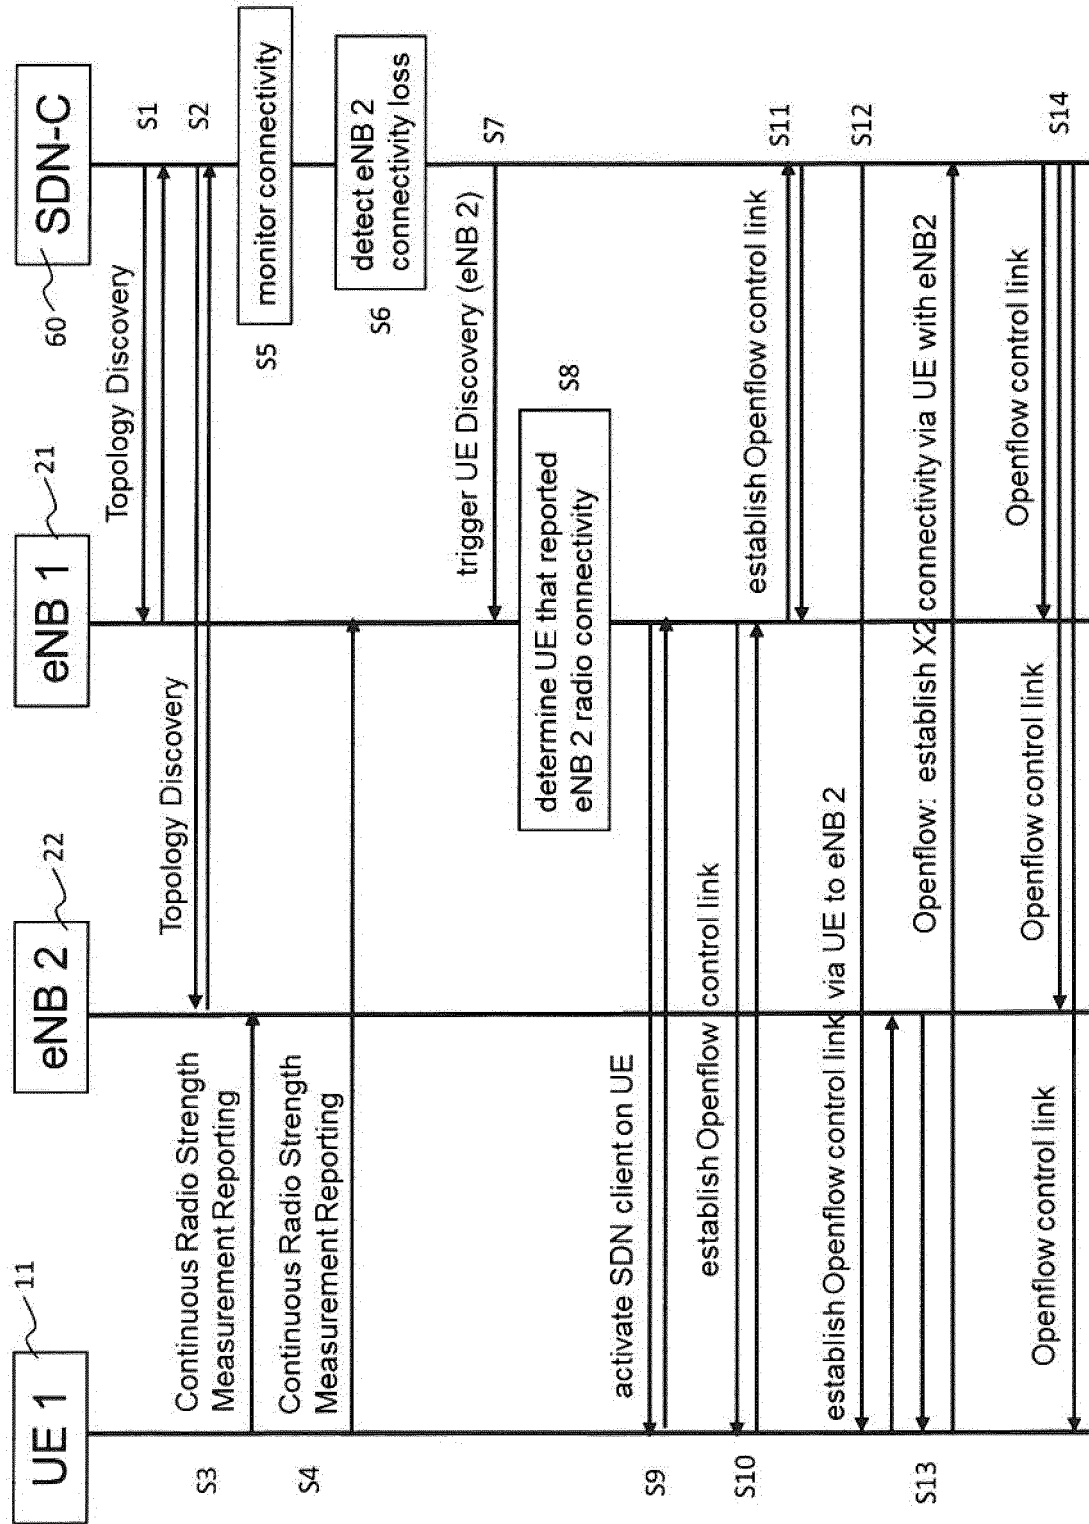 UE 1
11
eNB 2
22
eNB 1
21
SDN-C
60
Topology Discovery
S1
Topology Discovery
S2
Continuous Radio Strength
Measurement Reporting
S3
monitor connectivity
S5
Continuous Radio Strength
Measurement Reporting
S4
detect eNB 2
connectivity loss
S6
trigger UE Discovery (eNB 2)
S7
determine UE that reported
eNB 2 radio connectivity
S8
activate SDN client on UE
S9
establish Openflow control link
S10
establish Openflow control link
S11
establish Openflow control link via UE to eNB 2
S12
Openflow: establish X2 connectivity via UE with eNB2
S13
Openflow control link
Openflow control link
Openflow control link
S14